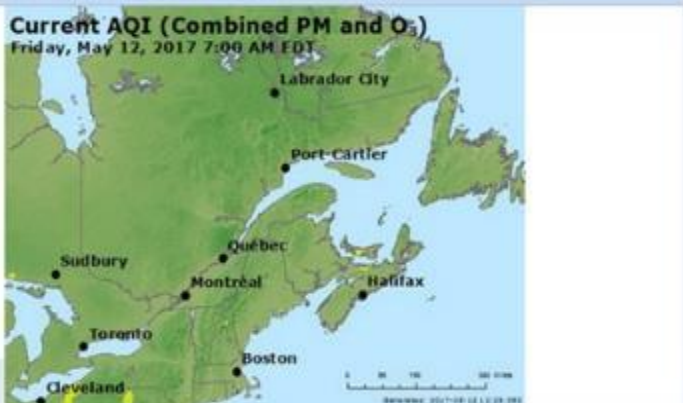 Current AQI (Combined PM and O₃)
Friday, May 12, 2017 7:00 AM EDT
Labrador City
Port-Cartier
Québec
Sudbury
Montréal
Halifax
Toronto
Boston
Cleveland